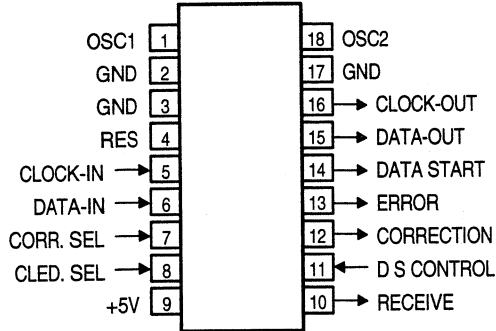 OSC1 1 18 OSC2
GND 2 17 GND
GND 3 16 CLOCK-OUT
RES 4 15 DATA-OUT
CLOCK-IN 5 14 DATA START
DATA-IN 6 13 ERROR
CORR. SEL 7 12 CORRECTION
CLED. SEL 8 11 D S CONTROL
+5V 9 10 RECEIVE